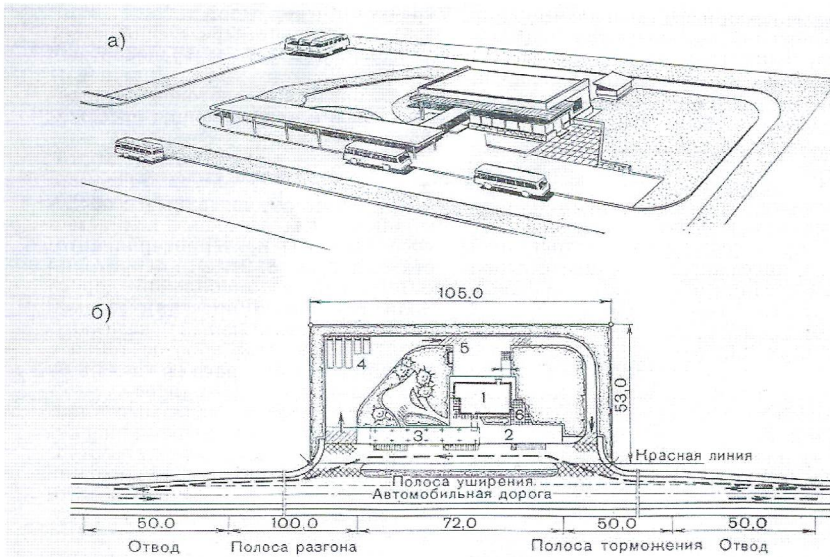 а)
б)
105.0
53,0
4
5
1
6
3
2
Красная линия
Полоса уширения
Автомобильная дорога
50.0 100,0 72,0 50,0 50,0
Отвод Полоса разгона Полоса торможения Отвод